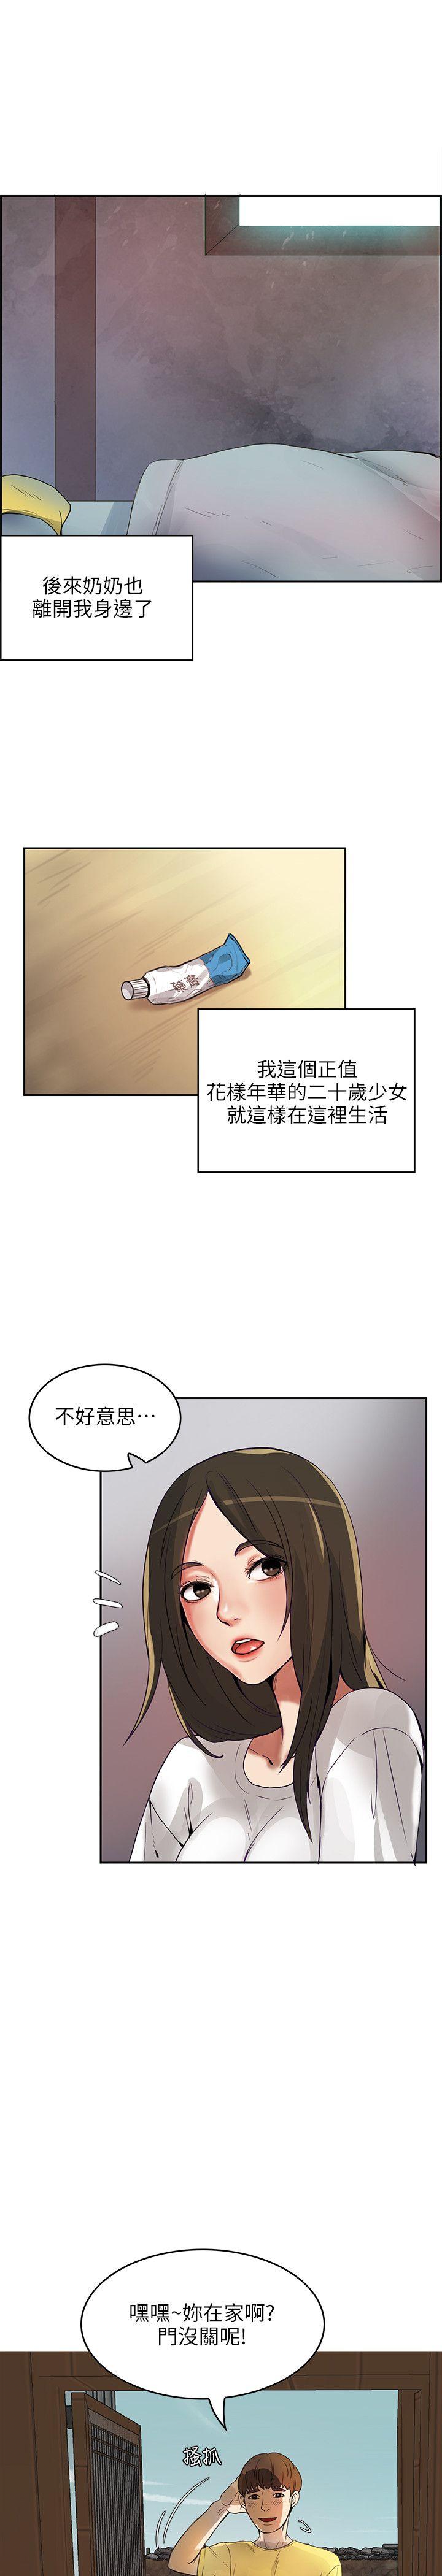 後來奶奶也
離開我身邊了
藥膏
我這個正值
花樣年華的二十歲少女
就這樣在這裡生活
不好意思…
嘿嘿~妳在家啊?
門沒關呢!
搔抓